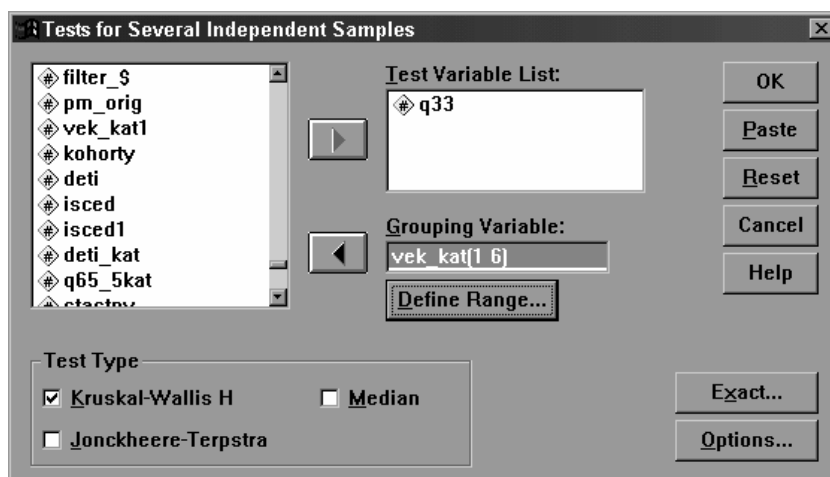 Tests for Several Independent Samples
filter_$
pm_orig
vek_kat1
kohorty
deti
isced
isced1
deti_kat
q65_5kat
Test Variable List:
q33
Grouping Variable:
vek_kat(1 6)
Define Range...
OK
Paste
Reset
Cancel
Help
Test Type
Kruskal-Wallis H
Median
Jonckheere-Terpstra
Exact...
Options...